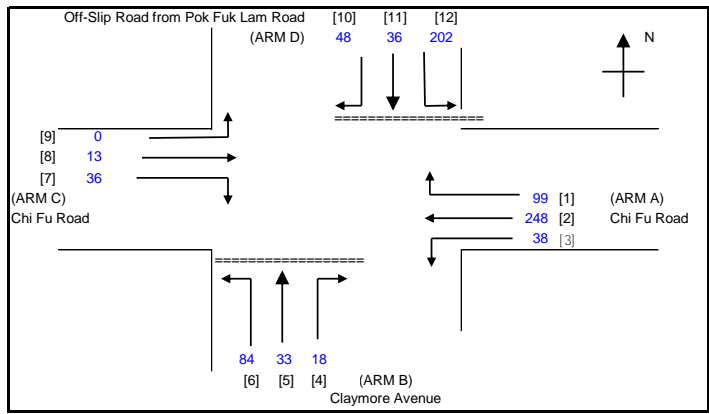 Off-Slip Road from Pok Fuk Lam Road [10] [11] [12]
(ARM D) 48 36 202
N
[9] 0
[8] 13
[7] 36
(ARM C)
Chi Fu Road
99 [1] (ARM A)
248 [2] Chi Fu Road
38 [3]
84 33 18
[6] [5] [4] (ARM B)
Claymore Avenue